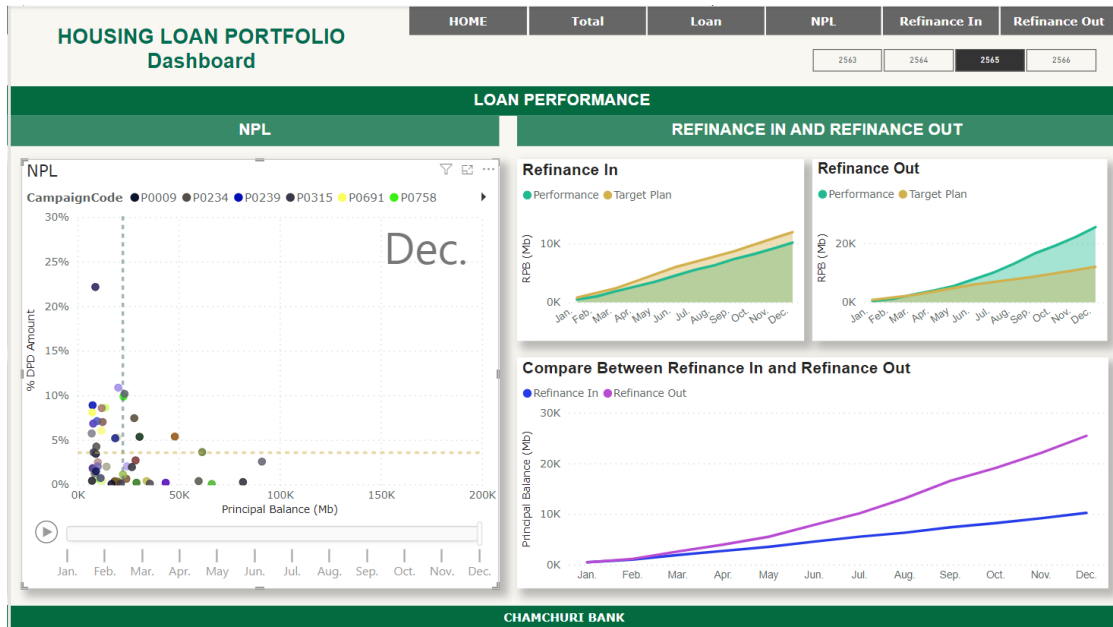 HOME Total Loan NPL Refinance In Refinance Out
HOUSING LOAN PORTFOLIO
Dashboard
2563 2564 2565 2566
LOAN PERFORMANCE
NPL
REFINANCE IN AND REFINANCE OUT
NPL
CampaignCode P0009 P0234 P0239 P0315 P0691 P0758
Dec.
% DPD Amount
30%
25%
20%
15%
10%
5%
0%
0K 50K 100K 150K 200K
Principal Balance (Mb)
Jan. Feb. Mar. Apr. May Jun. Jul. Aug. Sep. Oct. Nov. Dec.
Refinance In
Performance Target Plan
RPB (Mb)
10K
0K
Jan. Feb. Mar. Apr. May Jun. Jul. Aug. Sep. Oct. Nov. Dec.
Refinance Out
Performance Target Plan
RPB (Mb)
20K
0K
Jan. Feb. Mar. Apr. May Jun. Jul. Aug. Sep. Oct. Nov. Dec.
Compare Between Refinance In and Refinance Out
Refinance In Refinance Out
Principal Balance (Mb)
30K
20K
10K
0K
Jan. Feb. Mar. Apr. May Jun. Jul. Aug. Sep. Oct. Nov. Dec.
CHAMCHURI BANK